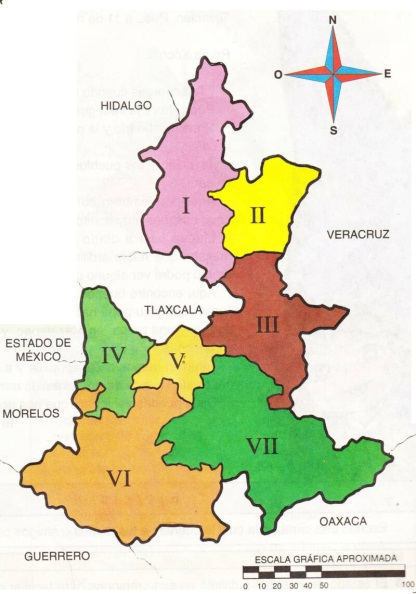 N
O
E
S
HIDALGO
I
II
VERACRUZ
TLAXCALA
III
ESTADO DE
MÉXICO
IV
V
MORELOS
VI
VII
OAXACA
GUERRERO
ESCALA GRÁFICA APROXIMADA
0 10 20 30 40 50 100